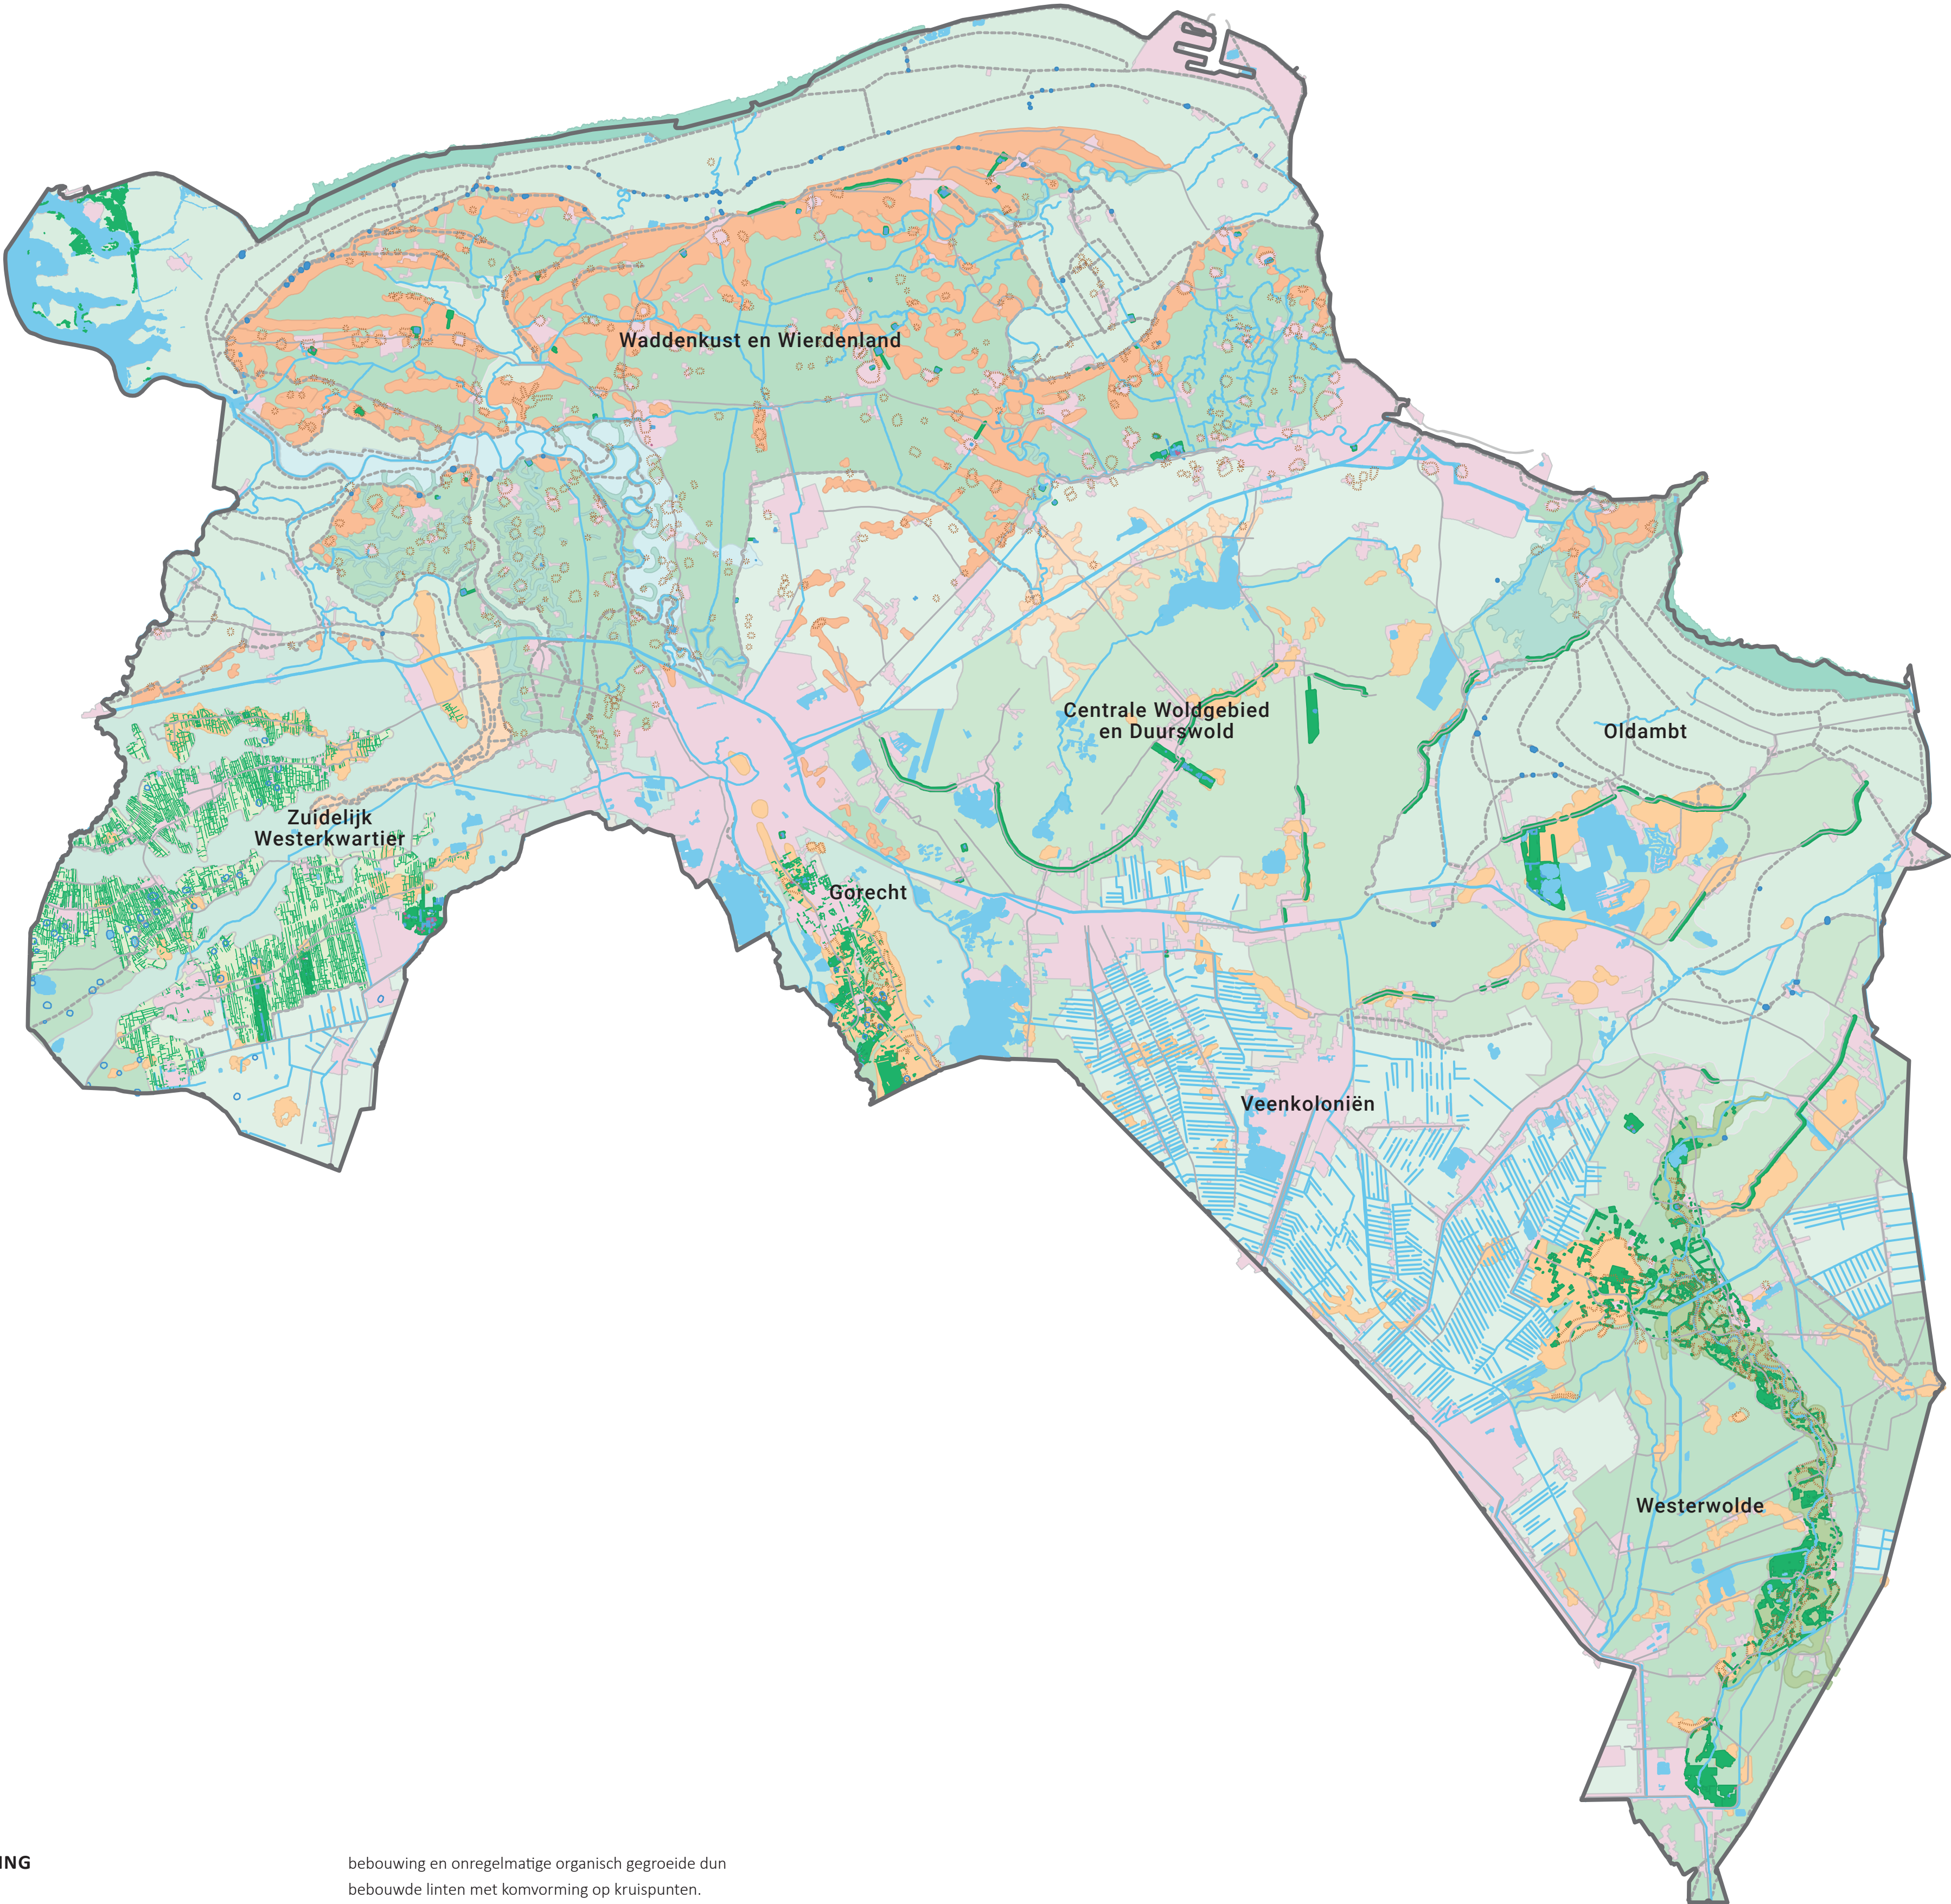 Waddenkust en Wierdenland
Centrale Woldgebied
en Duurswold
Oldambt
Zuidelijk
Westerkwartier
Gorecht
Veenkoloniën
Westerwolde
ING
bebouwing en onregelmatige organisch gegroeide dun
bebouwde linten met komvorming op kruispunten.